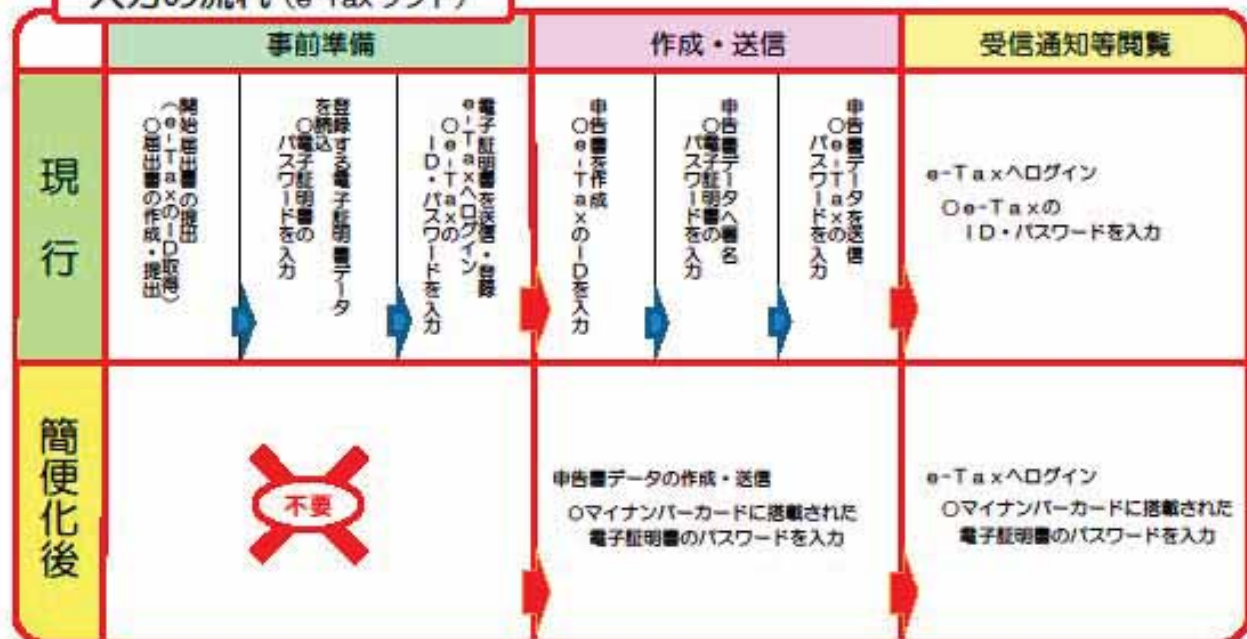 入力の流れ(e-Taxソフト)
事前準備
作成・送信
受信通知等閲覧
現行
開始届出書の提出
(e-TaxのID取得)
○届出書の作成・提出
登録する電子証明書データ
を読込
○電子証明書の
パスワードを入力
電子証明書を送信・登録
e-Taxへログイン
○e-Taxの
ID・パスワードを入力
申告書を作成
○e-TaxのIDを入力
申告書データへ署名
○電子証明書の
パスワードを入力
申告書データを送信
○e-Taxの
パスワードを入力
e-Taxへログイン
○e-Taxの
ID・パスワードを入力
簡便化後
不要
申告書データの作成・送信
○マイナンバーカードに搭載された
電子証明書のパスワードを入力
e-Taxへログイン
○マイナンバーカードに搭載された
電子証明書のパスワードを入力